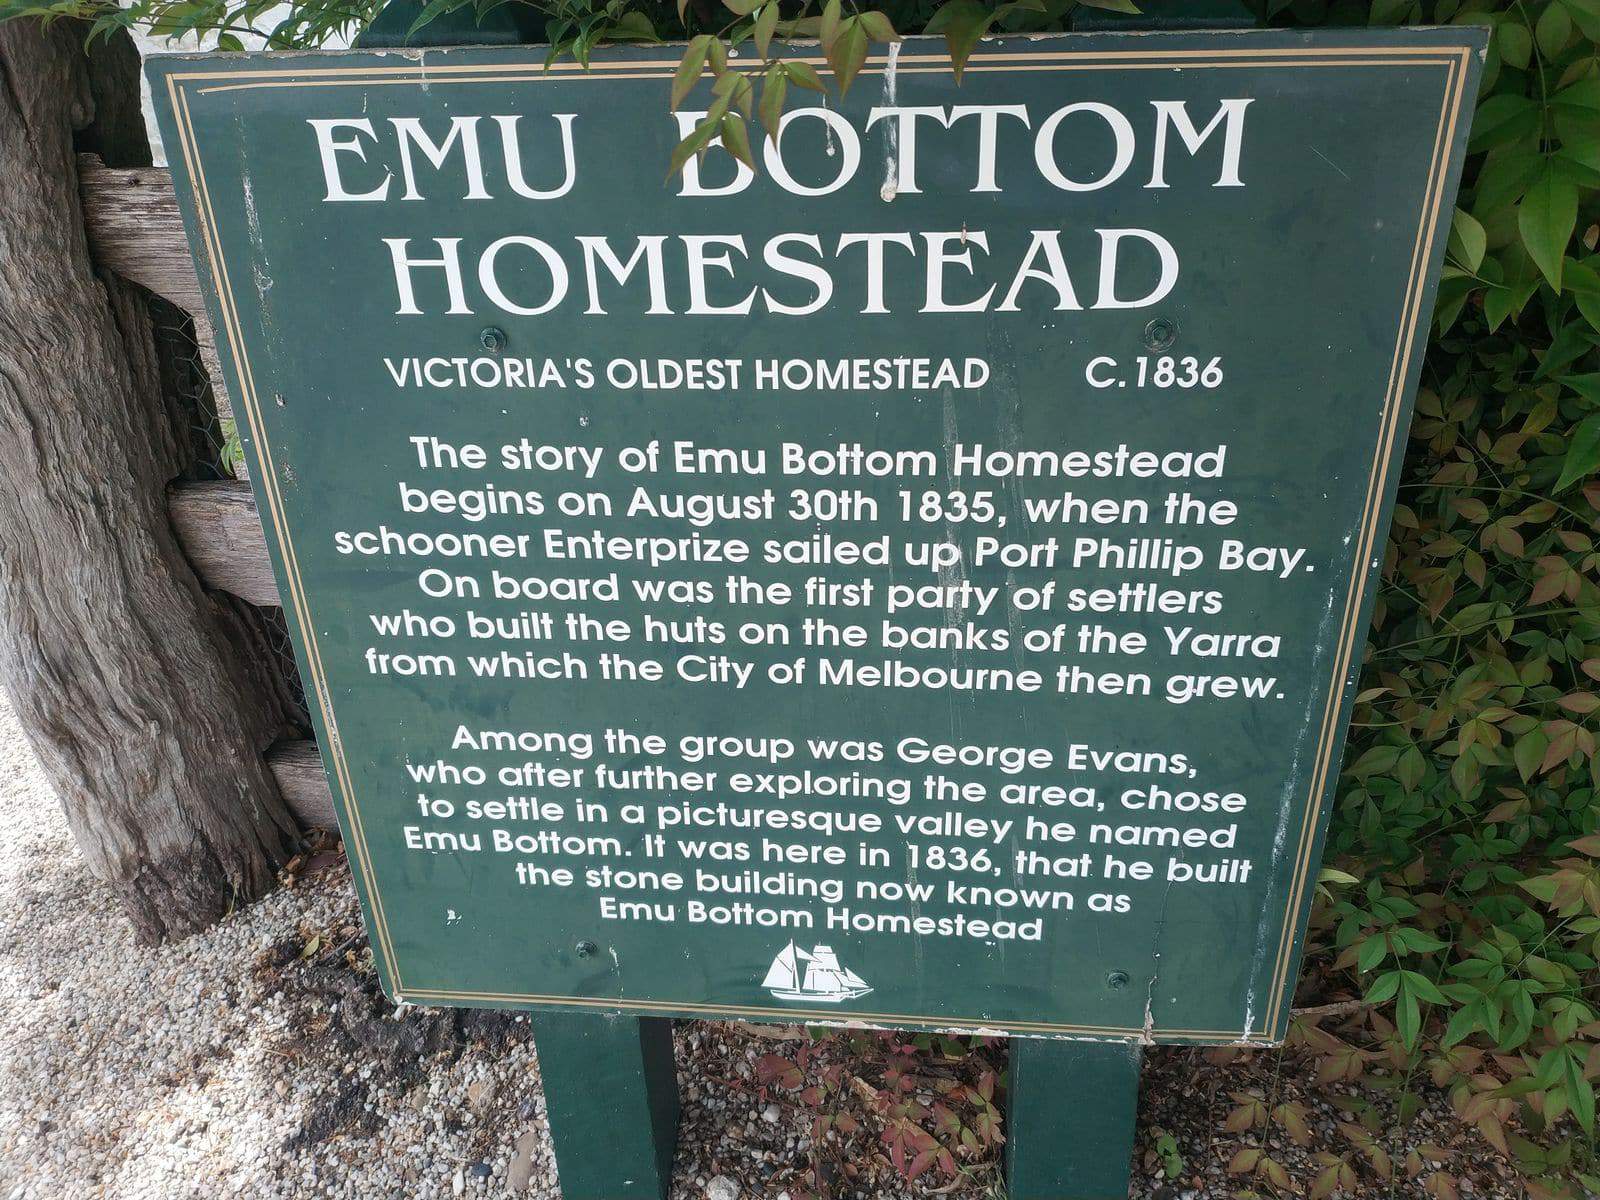 EMU BOTTOM
HOMESTEAD
VICTORIA'S OLDEST HOMESTEAD C.1836
The story of Emu Bottom Homestead
begins on August 30th 1835, when the
schooner Enterprize sailed up Port Phillip Bay.
On board was the first party of settlers
who built the huts on the banks of the Yarra
from which the City of Melbourne then grew.
Among the group was George Evans,
who after further exploring the area, chose
to settle in a picturesque valley he named
Emu Bottom. It was here in 1836, that he built
the stone building now known as
Emu Bottom Homestead